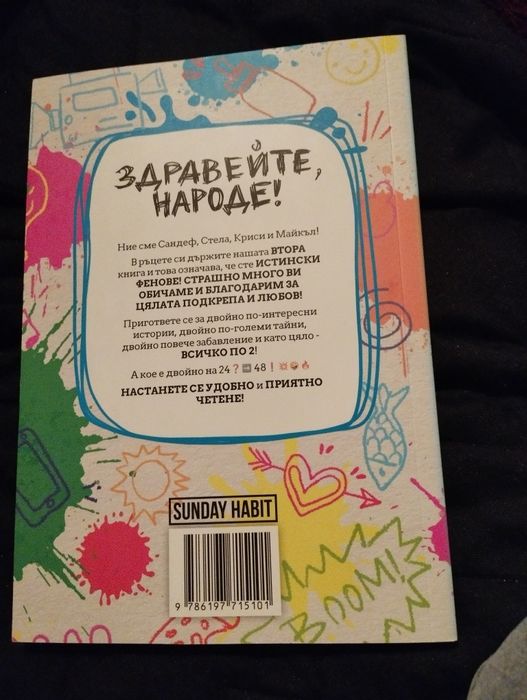 ЗДРАВЕЙТЕ,
НАРОДЕ!
Ние сме Сандеф, Стела, Криси и Майкъл!
В ръцете си държите нашата ВТОРА
книга и това означава, че сте ИСТИНСКИ
ФЕНОВЕ! СТРАШНО МНОГО ВИ
ОБИЧАМЕ И БЛАГОДАРИМ ЗА
ЦЯЛАТА ПОДКРЕПА И ЛЮБОВ!
Пригответе се за двойно по-интересни
истории, двойно по-големи тайни,
двойно повече забавление и като цяло -
ВСИЧКО ПО 2!
А кое е двойно на 24❓➡️ 48❗💥🤪🔥
НАСТАНЕТЕ СЕ УДОБНО и ПРИЯТНО
ЧЕТЕНЕ!
SUNDAY HABIT
9 786197 715101
BOOM!